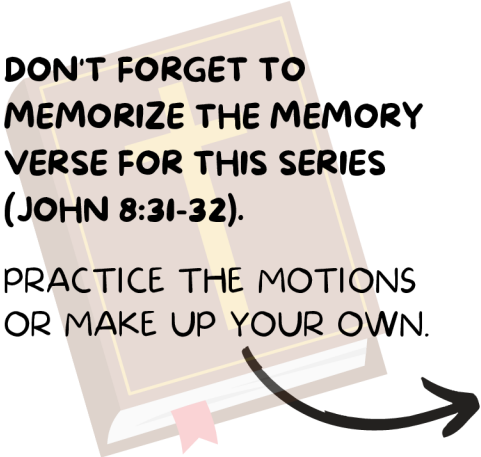 DON'T FORGET TO
MEMORIZE THE MEMORY
VERSE FOR THIS SERIES
(JOHN 8:31-32).
PRACTICE THE MOTIONS
OR MAKE UP YOUR OWN.